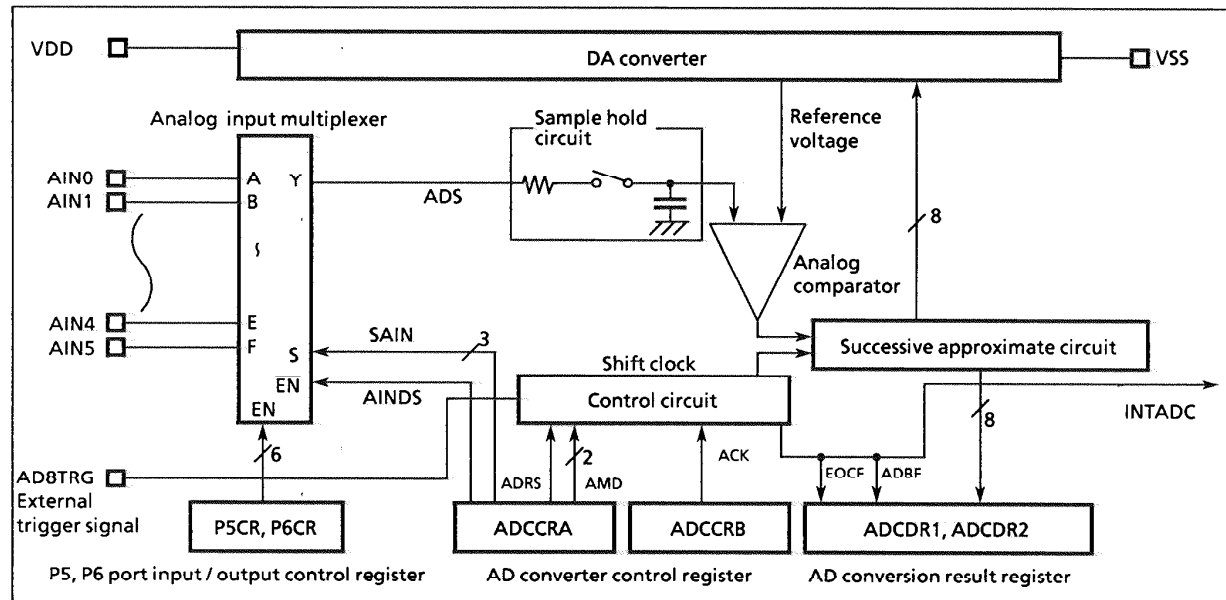 VDD
DA converter
VSS
Analog input multiplexer
Sample hold
circuit
Reference
voltage
AIN0
A
Y
ADS
AIN1
B
8
Analog
comparator
AIN4
E
AIN5
F
S
SAIN
3
Successive approximate circuit
Shift clock
EN
AINDS
Control circuit
INTADC
EN
6
8
AD8TRG
External
trigger signal
ADRS
2
AMD
ACK
EOCF
ADBF
P5CR, P6CR
ADCCRA
ADCCRB
ADCDR1, ADCDR2
P5, P6 port input / output control register
AD converter control register
AD conversion result register